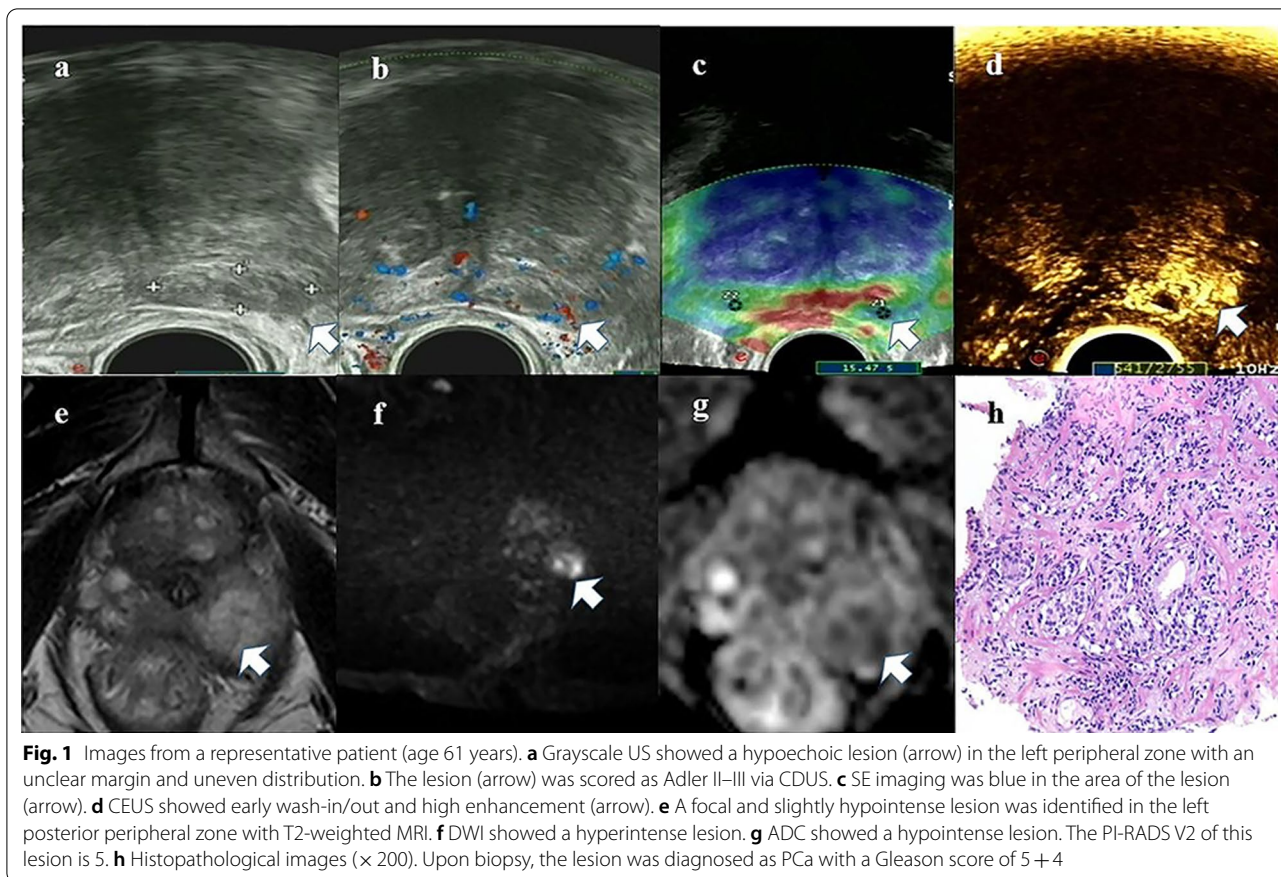 a
b
c
d
22
21
e
15.47 S
e
541/2755
10Hz
e
f
g
h
Fig. 1 Images from a representative patient (age 61 years). a Grayscale US showed a hypoechoic lesion (arrow) in the left peripheral zone with an
unclear margin and uneven distribution. b The lesion (arrow) was scored as Adler II–III via CDUS. c SE imaging was blue in the area of the lesion
(arrow). d CEUS showed early wash-in/out and high enhancement (arrow). e A focal and slightly hypointense lesion was identified in the left
posterior peripheral zone with T2-weighted MRI. f DWI showed a hyperintense lesion. g ADC showed a hypointense lesion. The PI-RADS V2 of this
lesion is 5. h Histopathological images (× 200). Upon biopsy, the lesion was diagnosed as PCa with a Gleason score of 5 + 4